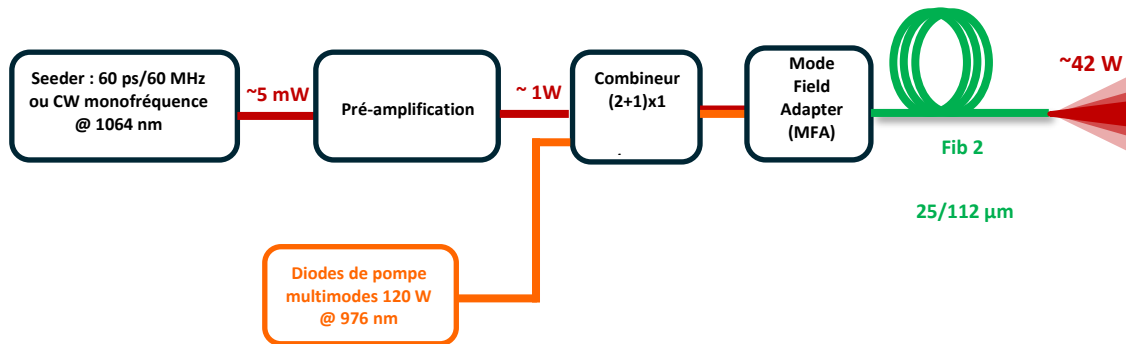 Seeder : 60 ps/60 MHz
ou CW monofréquence
@ 1064 nm
~5 mW
Pré-amplification
~ 1W
Combineur
(2+1)x1
Mode
Field
Adapter
(MFA)
~42 W
Fib 2
25/112 µm
Diodes de pompe
multimodes 120 W
@ 976 nm